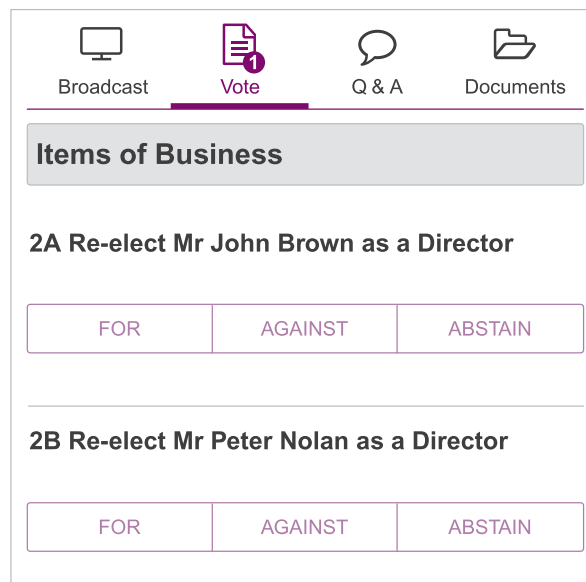 1
Broadcast Vote Q & A Documents
Items of Business
2A Re-elect Mr John Brown as a Director
FOR AGAINST ABSTAIN
2B Re-elect Mr Peter Nolan as a Director
FOR AGAINST ABSTAIN